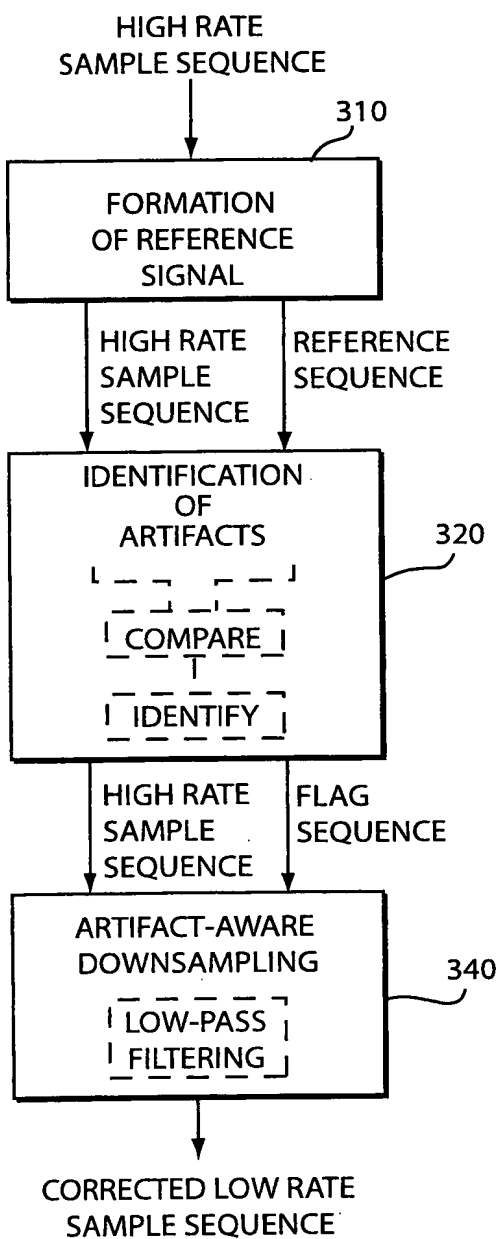 HIGH RATE
SAMPLE SEQUENCE
310
FORMATION
OF REFERENCE
SIGNAL
HIGH RATE
SAMPLE
SEQUENCE
REFERENCE
SEQUENCE
IDENTIFICATION
OF
ARTIFACTS
320
COMPARE
IDENTIFY
HIGH RATE
SAMPLE
SEQUENCE
FLAG
SEQUENCE
ARTIFACT-AWARE
DOWNSAMPLING
340
LOW-PASS
FILTERING
CORRECTED LOW RATE
SAMPLE SEQUENCE